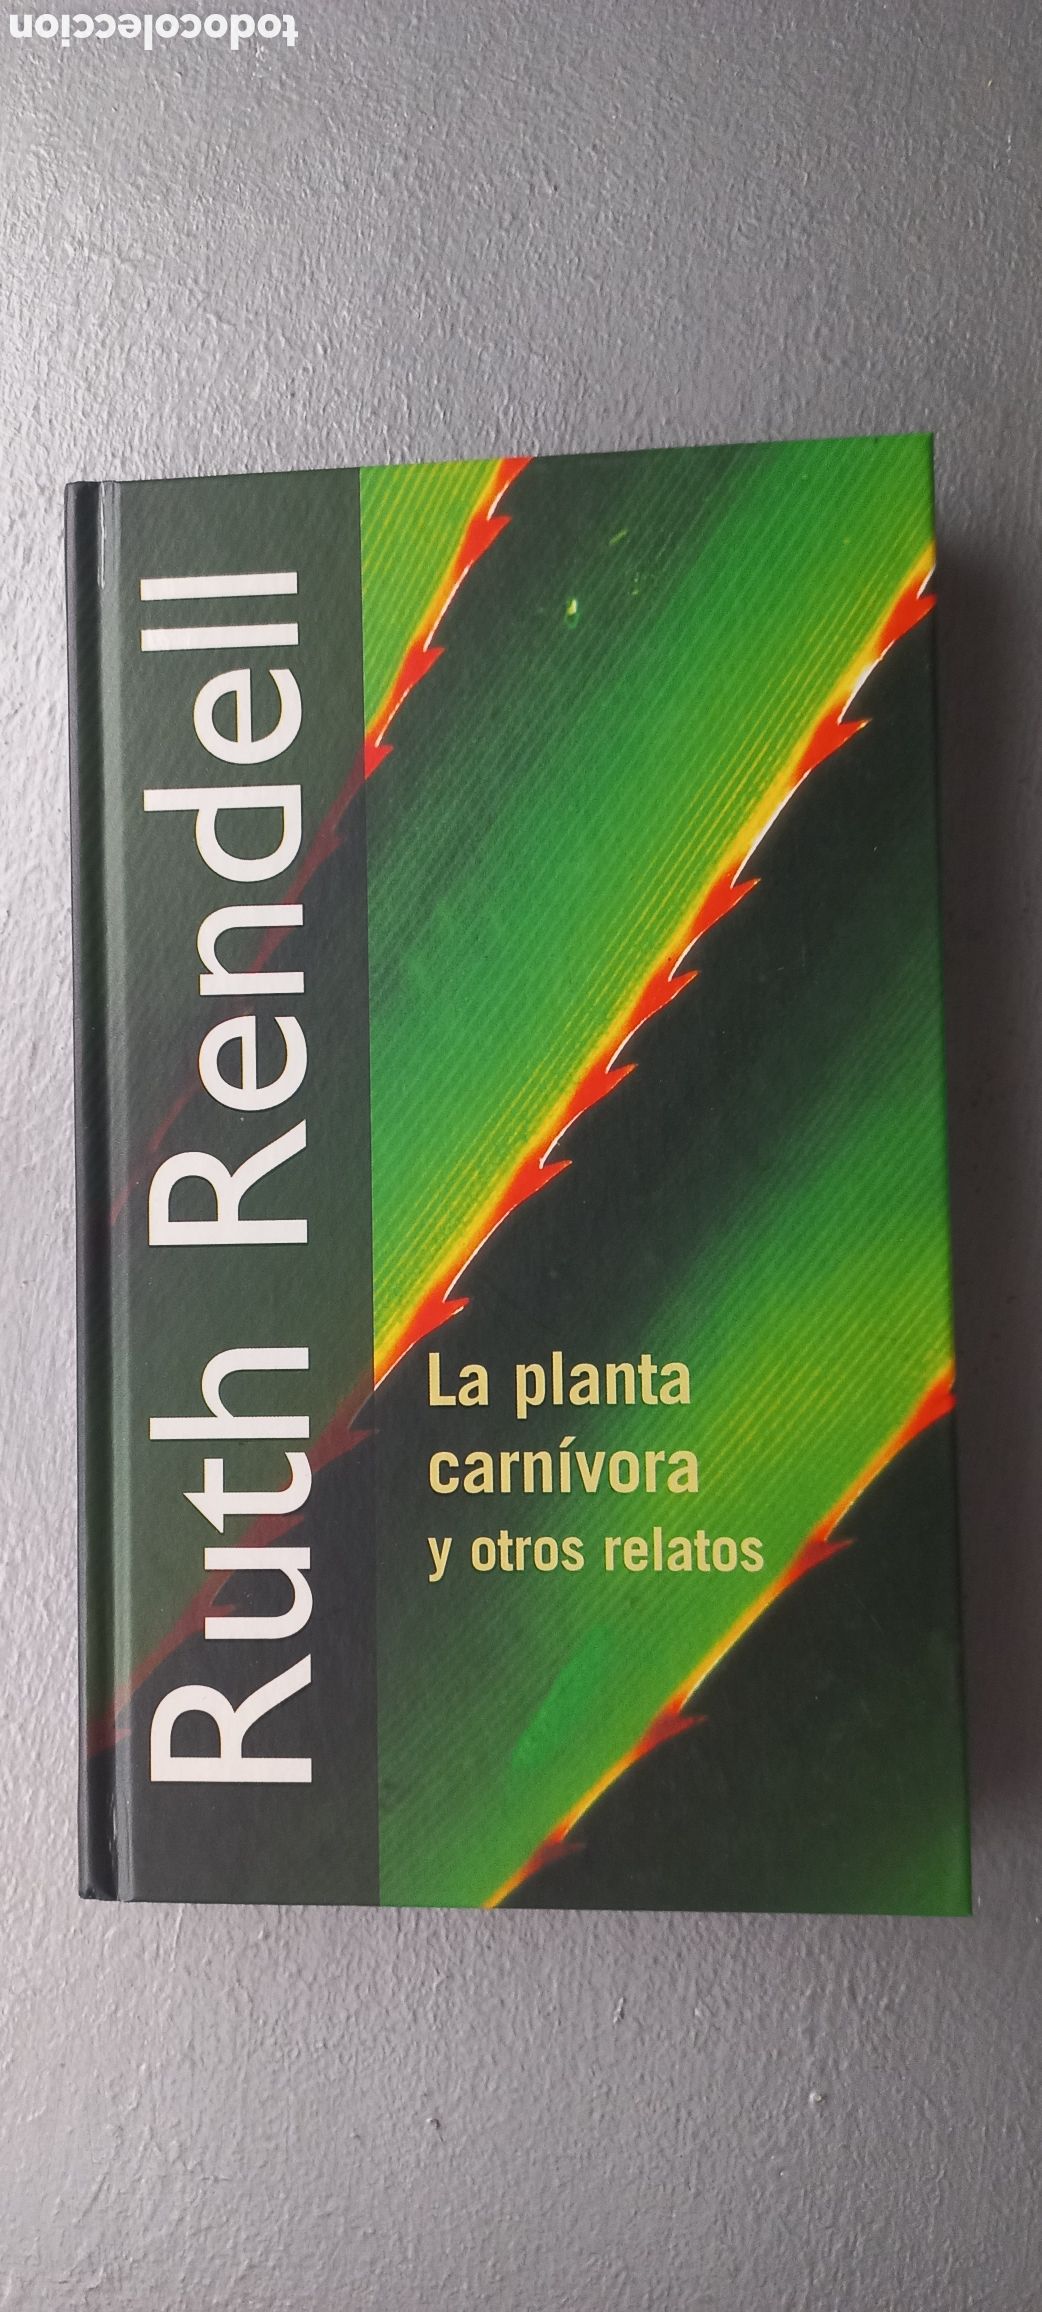 todocoleccion
Ruth Rendell
La planta
carnívora
y otros relatos